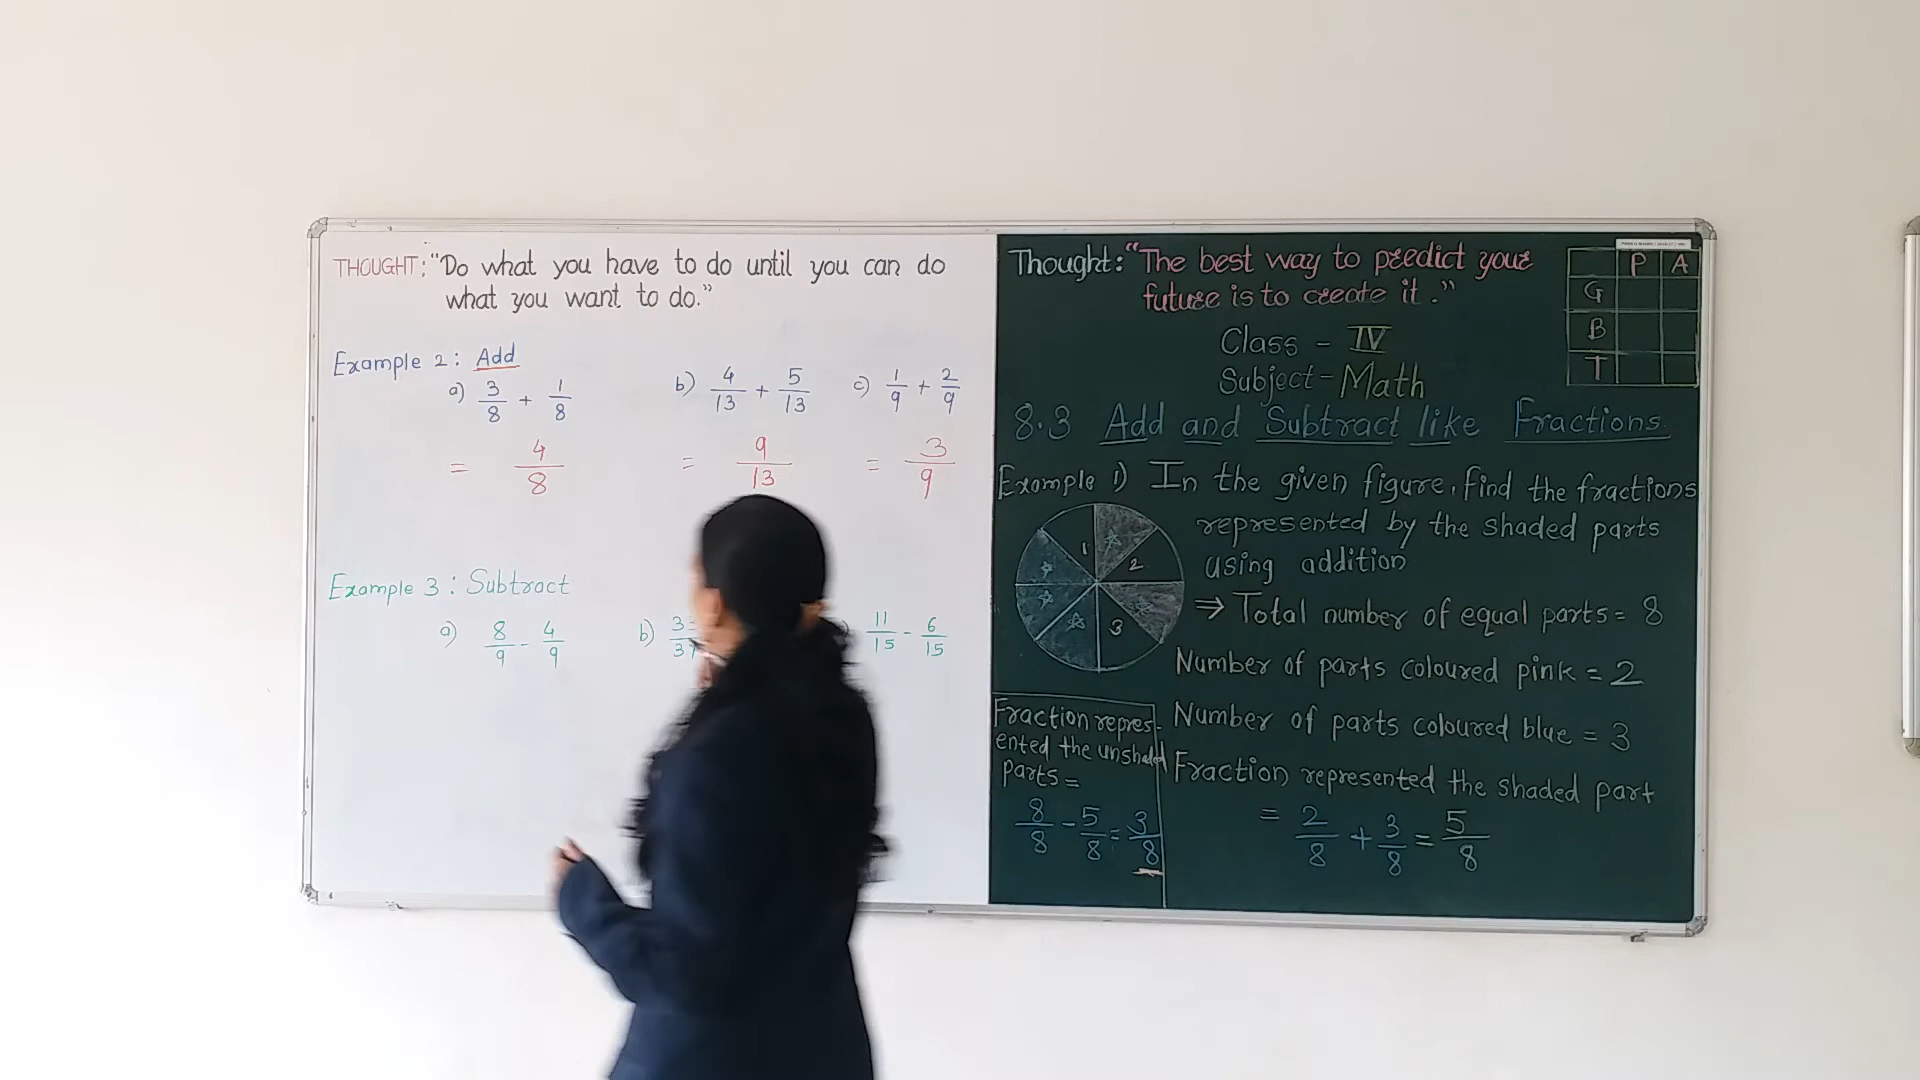 THOUGHT: "Do what you have to do until you can do
what you want to do."
Example 2: Add
a) 3/8 + 1/8 b) 4/13 + 5/13 c) 1/9 + 2/9
= 4/8 = 9/13 = 3/9
Example 3: Subtract
a) 8/9 - 4/9 b) 11/15 - 6/15
Thought: "The best way to predict your
future is to create it."
P A
G
B
T
Class - IV
Subject - Math
8.3 Add and Subtract like Fractions.
Example 1) In the given figure, find the fractions
represented by the shaded parts
using addition
1
2
3
⇒ Total number of equal parts = 8
Number of parts coloured pink = 2
Number of parts coloured blue = 3
Fraction represented the shaded part
= 2/8 + 3/8 = 5/8
Fraction repres-
ented the unshaded
parts =
8/8 - 5/8 = 3/8